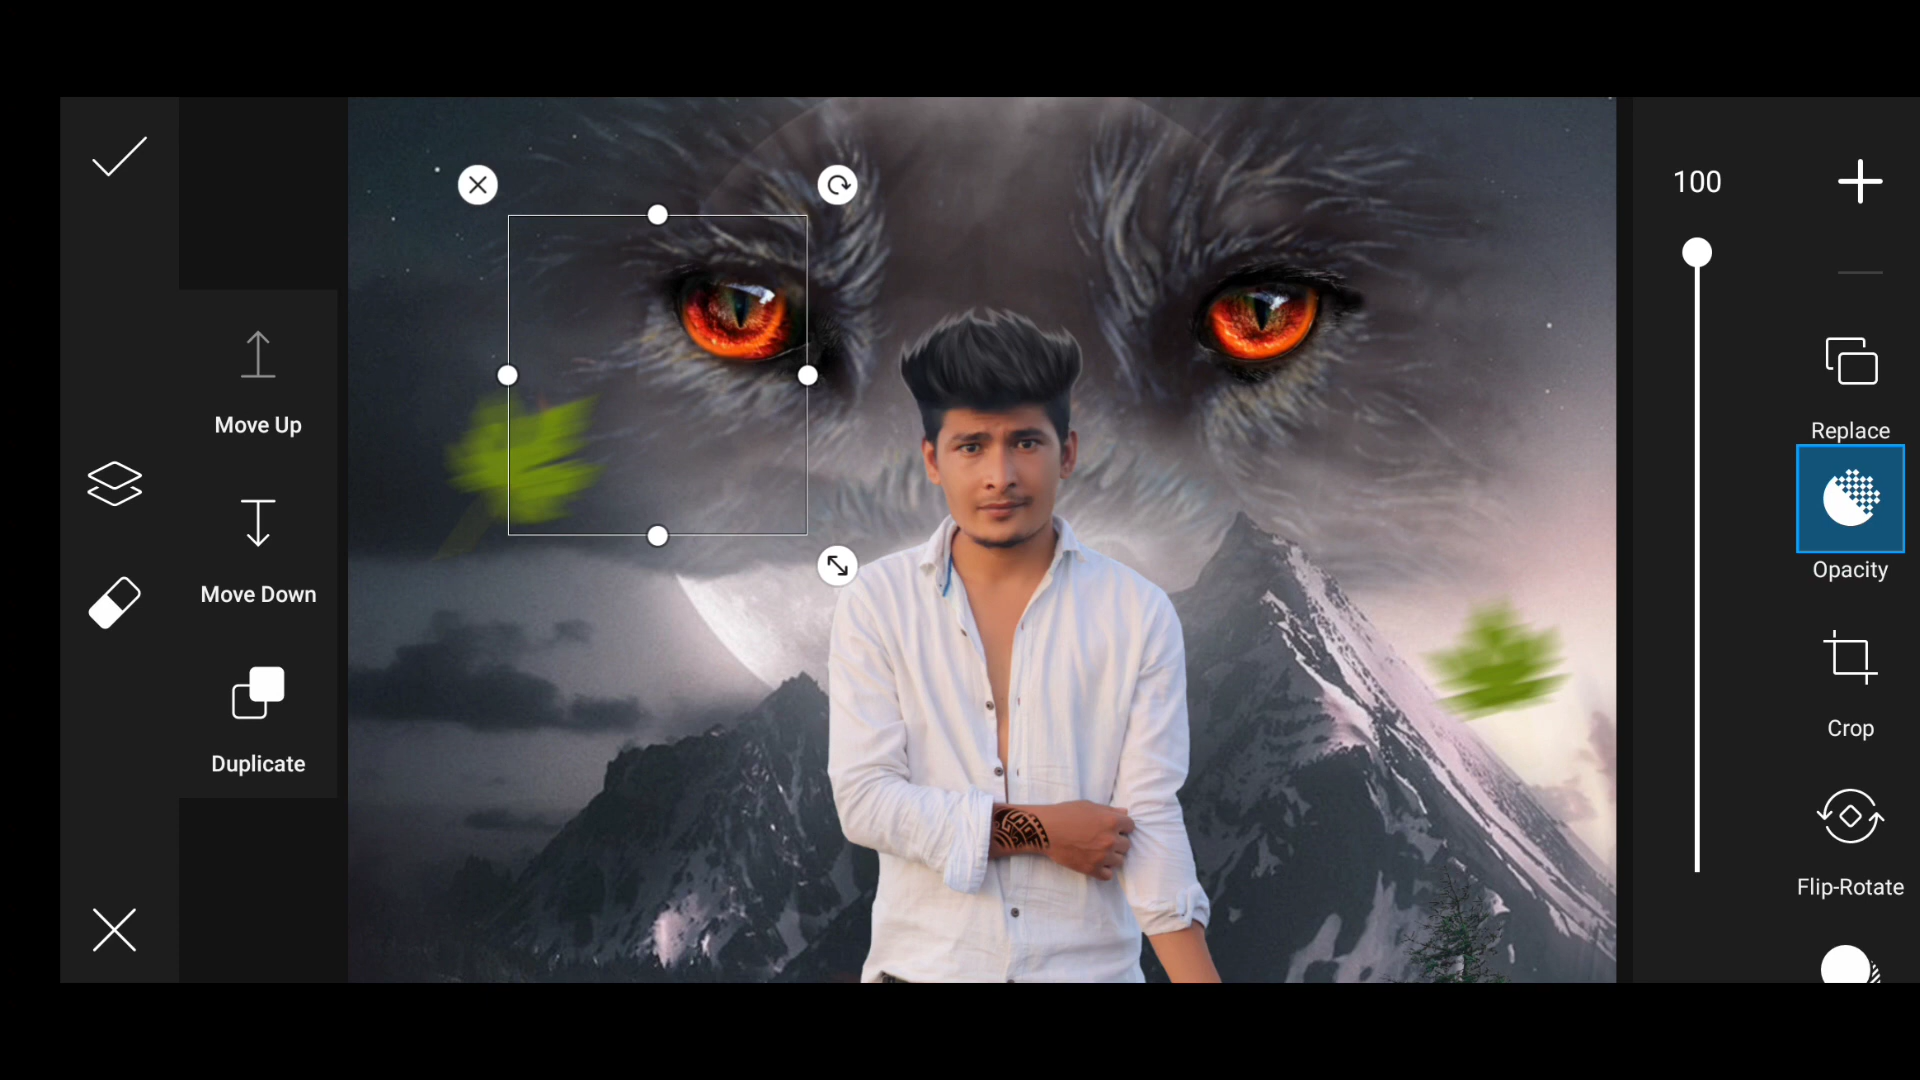 Move Up
Move Down
Duplicate
100
Replace
Opacity
Crop
Flip-Rotate